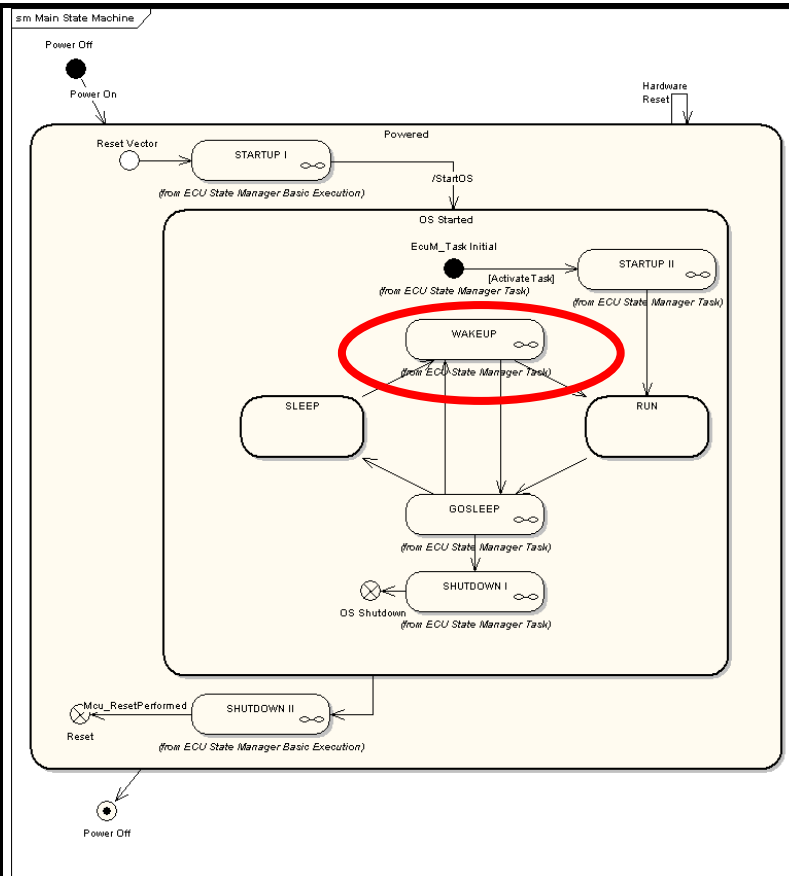 sm Main State Machine
Power Off
Power On
Hardware
Reset
Powered
Reset Vector
STARTUP I
/StartOS
(from ECU State Manager Basic Execution)
OS Started
EcuM_Task Initial
STARTUP II
[ActivateTask]
(from ECU State Manager Task)
(from ECU State Manager Task)
WAKEUP
(from ECU State Manager Task)
SLEEP
RUN
GOSLEEP
(from ECU State Manager Task)
SHUTDOWN I
OS Shutdown
(from ECU State Manager Task)
Mcu_ResetPerformed
SHUTDOWN II
Reset
(from ECU State Manager Basic Execution)
Power Off